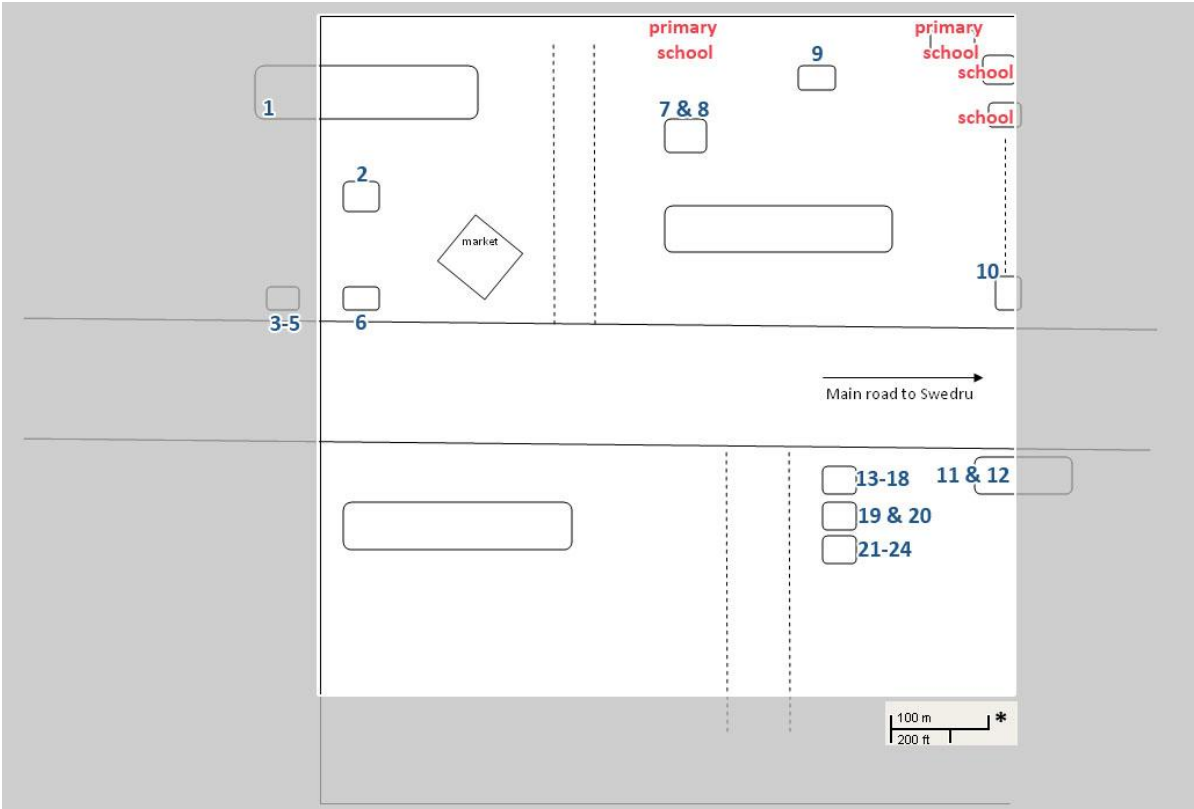 primary
school
primary
school
school
school
9
1
7 & 8
2
market
10
3-5
6
Main road to Swedru
13-18
11 & 12
19 & 20
21-24
100 m
*
200 ft